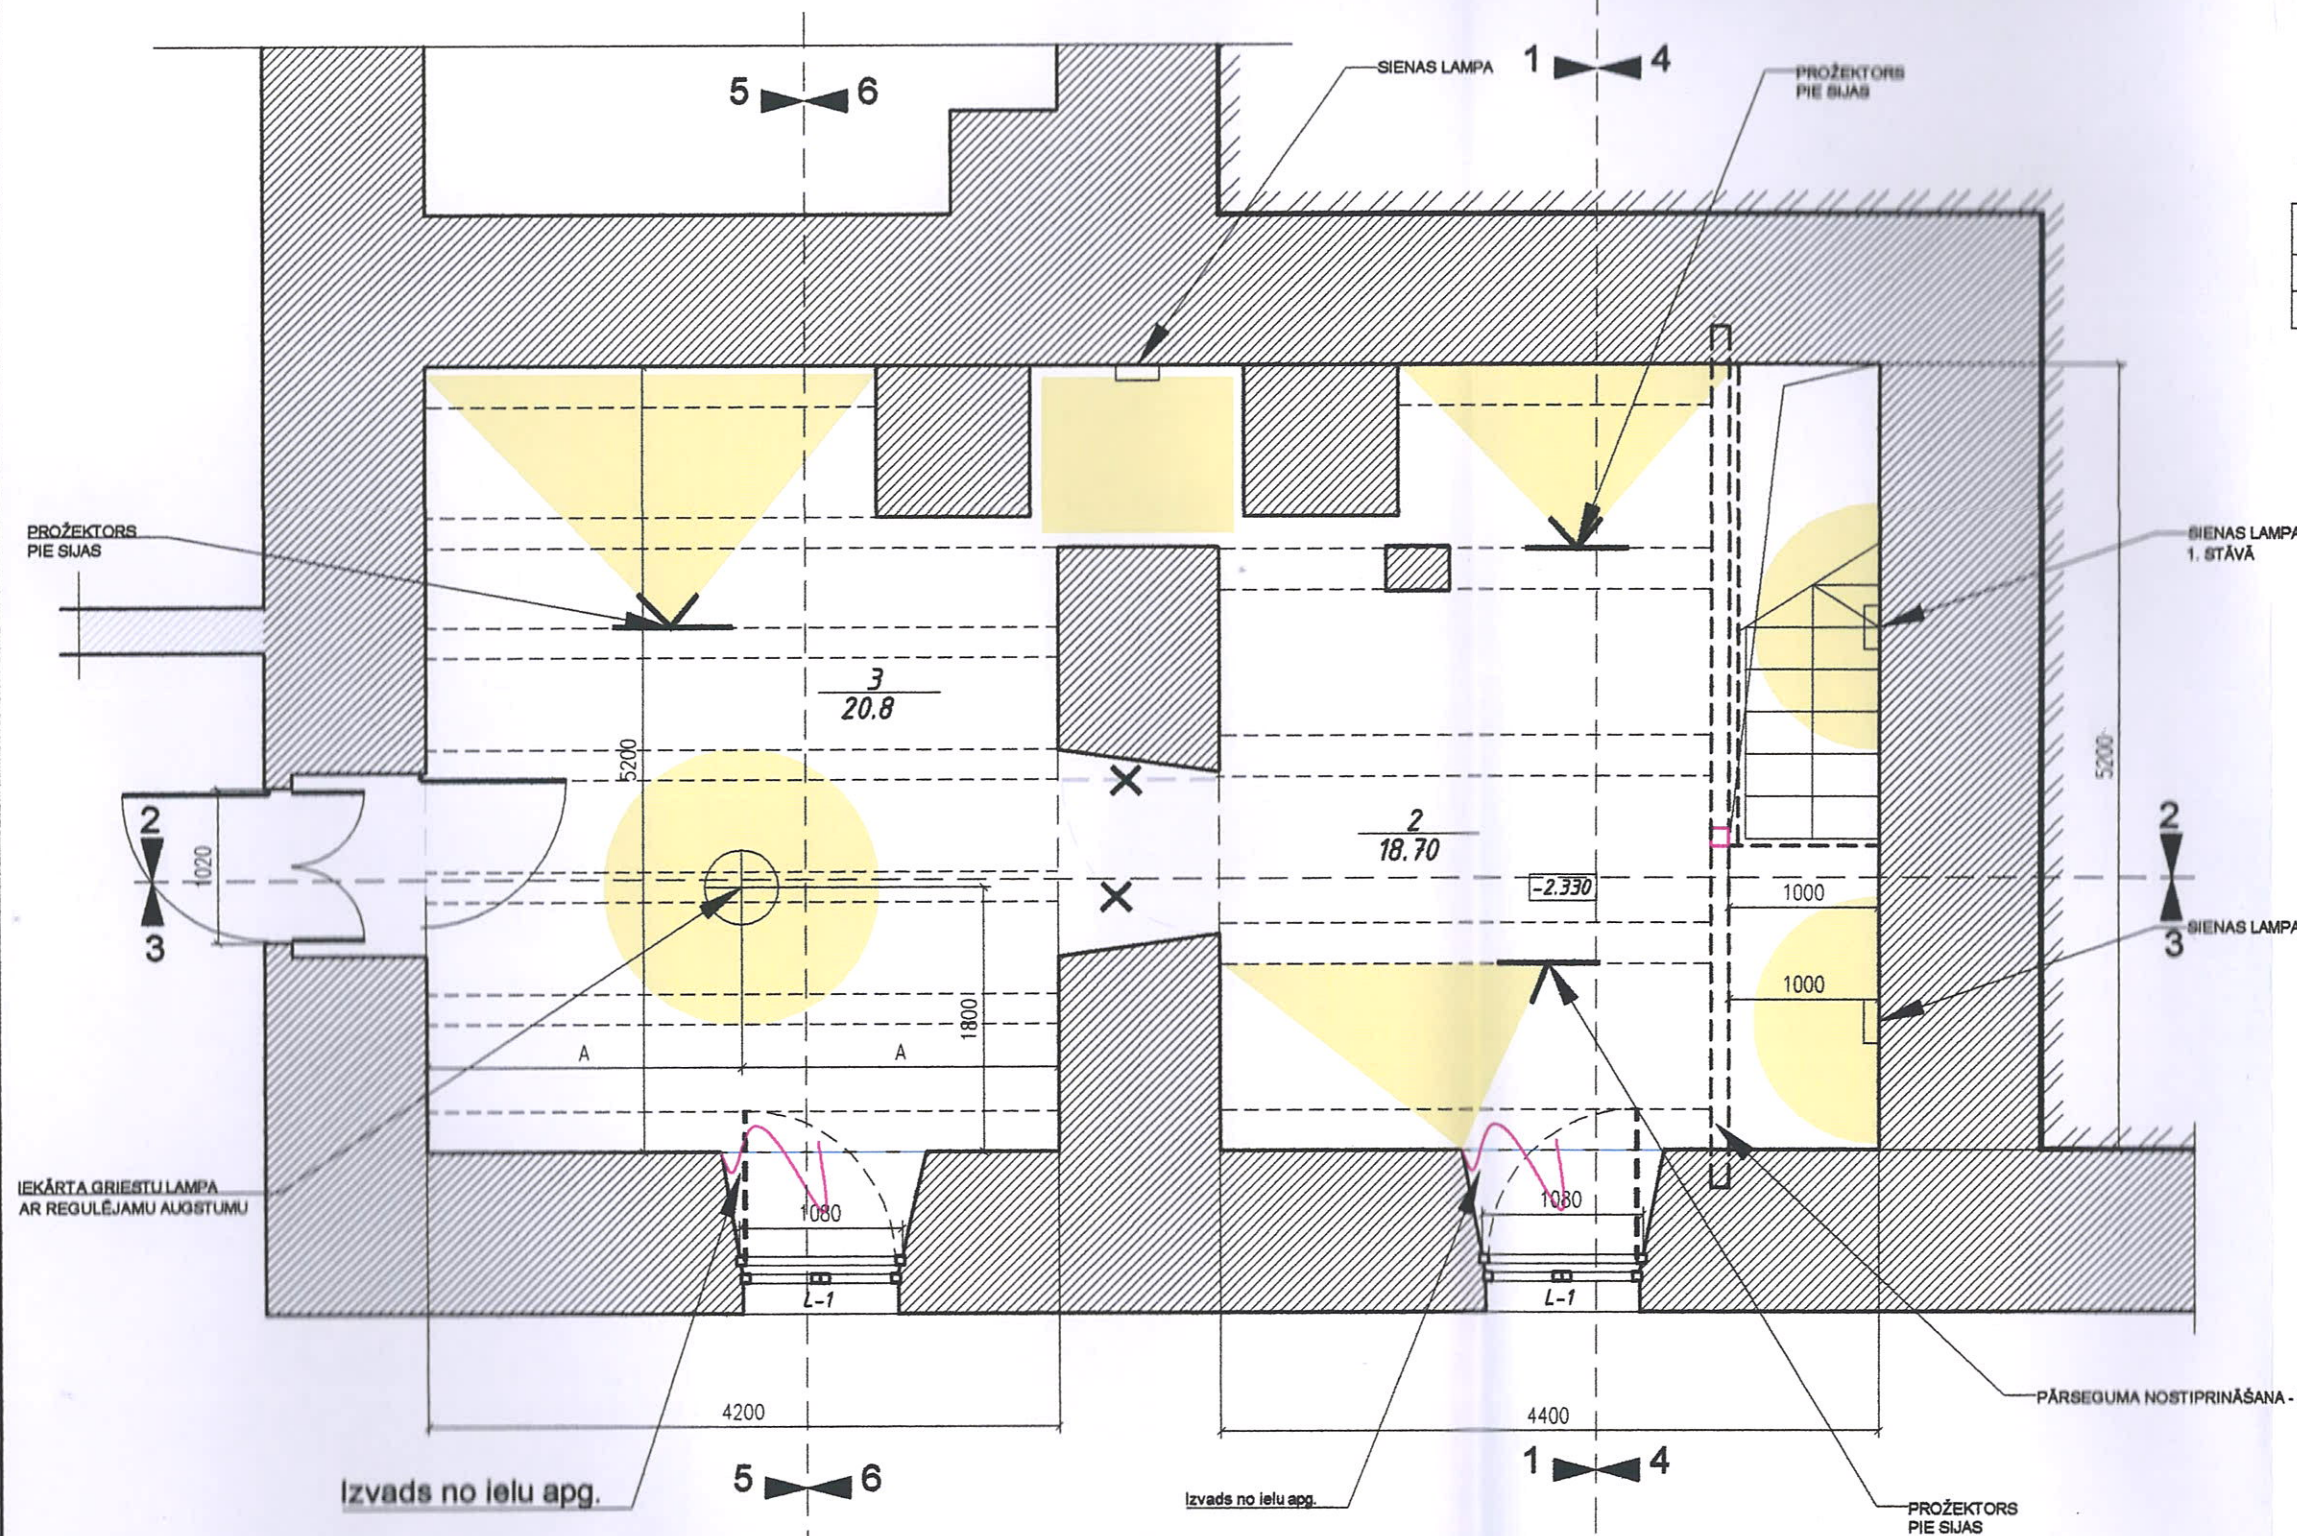 SIENAS LAMPA
1 4
PROŽEKTORS
PIE SIJAS
5 6
PROŽEKTORS
PIE SIJAS
SIENAS LAMPA
1. STĀVĀ
3
20.8
5200
5200
2
1020
3
2
18.70
-2.330
2
1000
3
SIENAS LAMPA
1000
1800
A A
IEKĀRTA GRIESTU LAMPA
AR REGULĒJAMU AUGSTUMU
1080
1080
L-1
L-1
PĀRSEGUMA NOSTIPRINĀŠANA -
4200
4400
5 6
1 4
Izvads no ielu apg.
Izvads no ielu apg.
PROŽEKTORS
PIE SIJAS